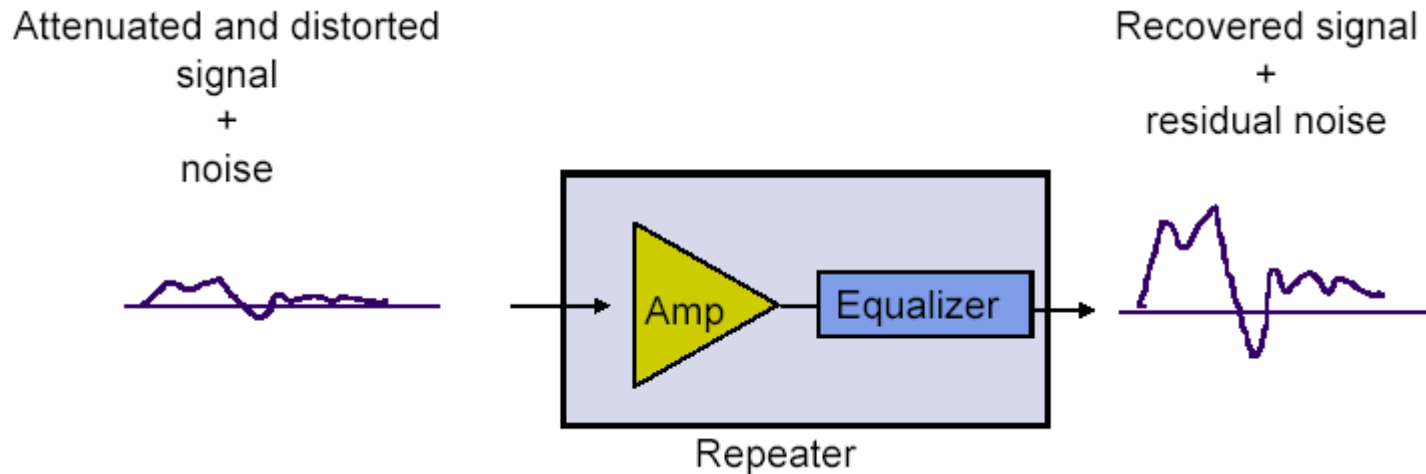 Attenuated and distorted
signal
+
noise
Recovered signal
+
residual noise
Amp
Equalizer
Repeater